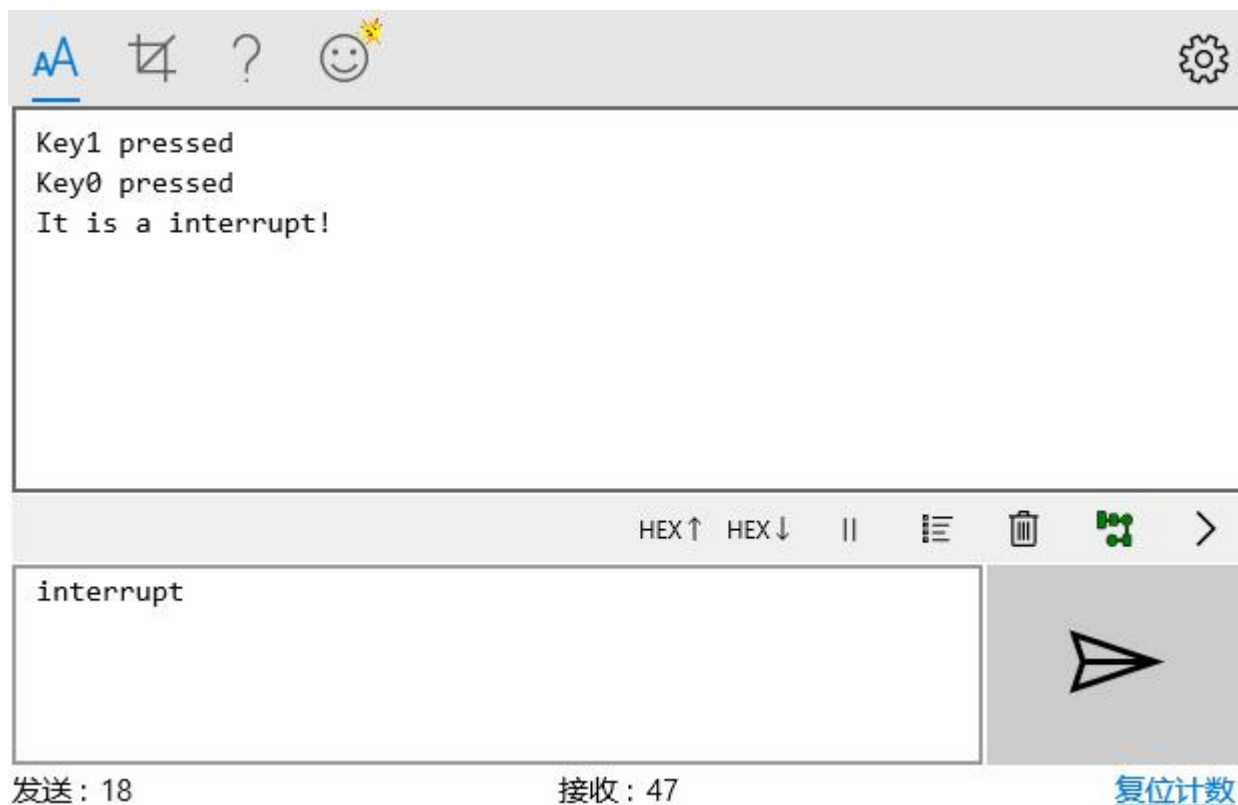 AA ?
Key1 pressed
Key0 pressed
It is a interrupt!
HEX↑ HEX↓
interrupt
发送：18 接收：47 复位计数